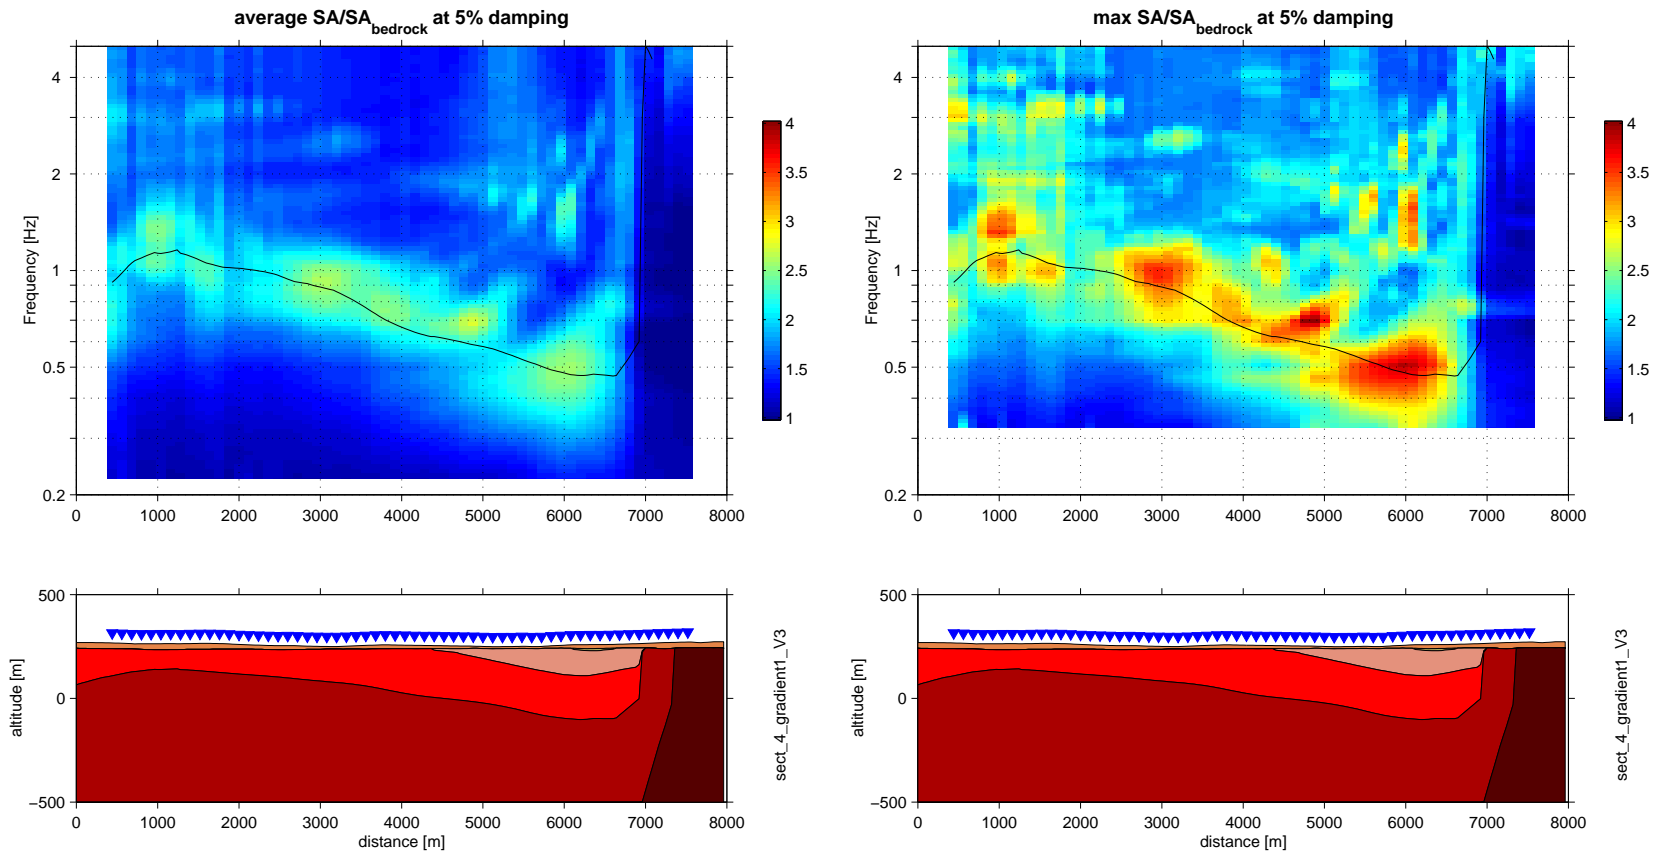 average SA/SAbedrock at 5% damping
max SA/SAbedrock at 5% damping
4
2
1
0.5
0.2
Frequency [Hz]
0 1000 2000 3000 4000 5000 6000 7000 8000
4
3.5
3
2.5
2
1.5
1
4
2
1
0.5
0.2
Frequency [Hz]
0 1000 2000 3000 4000 5000 6000 7000 8000
4
3.5
3
2.5
2
1.5
1
500
0
−500
altitude [m]
0 1000 2000 3000 4000 5000 6000 7000 8000
distance [m]
sect_4_gradient1_V3
500
0
−500
altitude [m]
0 1000 2000 3000 4000 5000 6000 7000 8000
distance [m]
sect_4_gradient1_V3